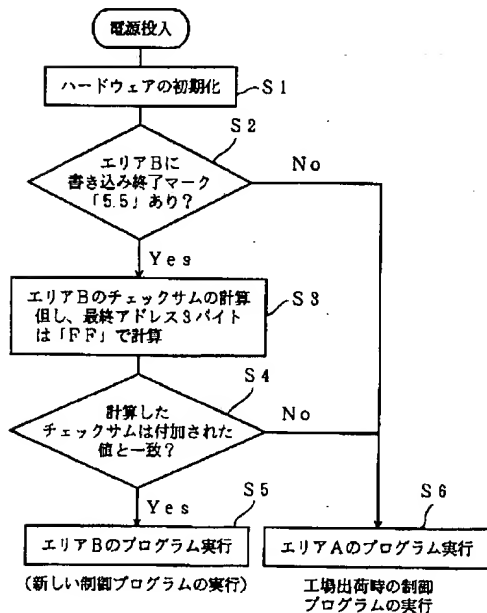 電源投入
ハードウェアの初期化
S1
S2
エリアBに
書き込み終了マーク
「5.5」あり？
No
Yes
エリアBのチェックサムの計算
但し、最終アドレス3バイト
は「FF」で計算
S3
S4
計算した
チェックサムは付加された
値と一致？
No
Yes
S5
エリアBのプログラム実行
(新しい制御プログラムの実行)
S6
エリアAのプログラム実行
工場出荷時の制御
プログラムの実行